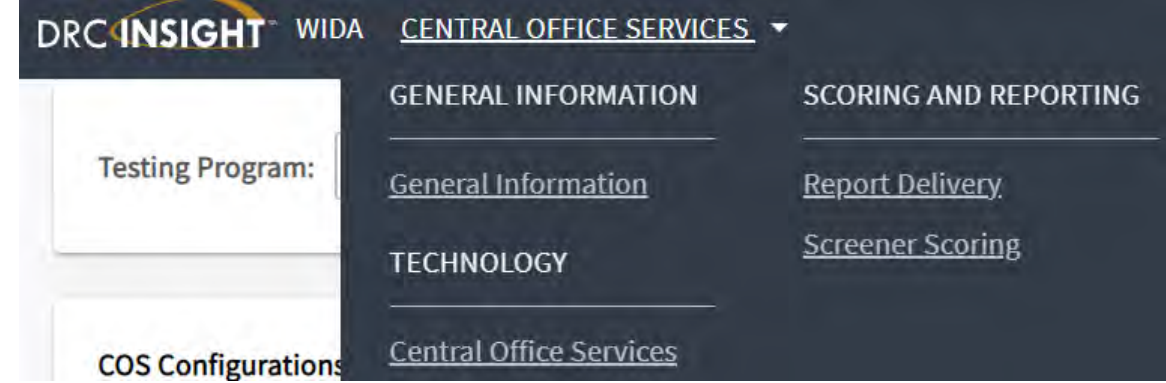 DRC INSIGHT™ WIDA CENTRAL OFFICE SERVICES
GENERAL INFORMATION
SCORING AND REPORTING
Testing Program:
General Information
Report Delivery
Screener Scoring
TECHNOLOGY
Central Office Services
COS Configurations